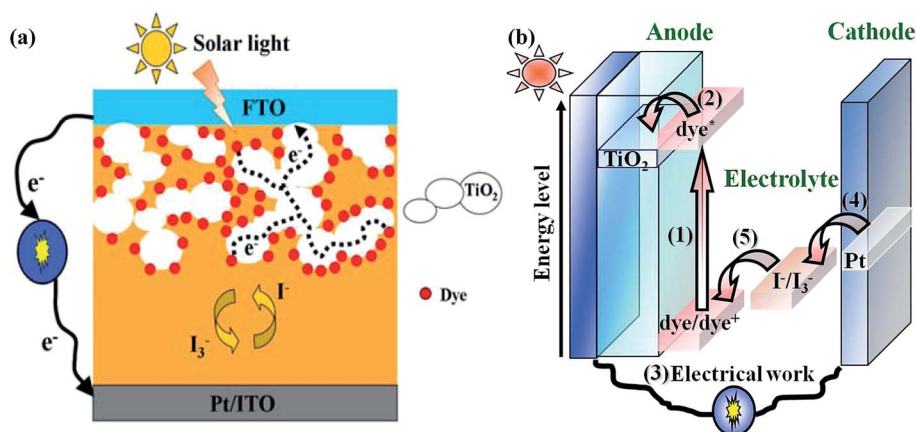 (a)
Solar light
FTO
e⁻
e⁻
e⁻
e⁻
TiO₂
Dye
I⁻
I₃⁻
Pt/ITO
(b)
Anode
Cathode
Energy level
(2)
dye*
TiO₂
Electrolyte
(1)
(5)
(4)
I⁻/I₃⁻
Pt
dye/dye⁺
(3) Electrical work